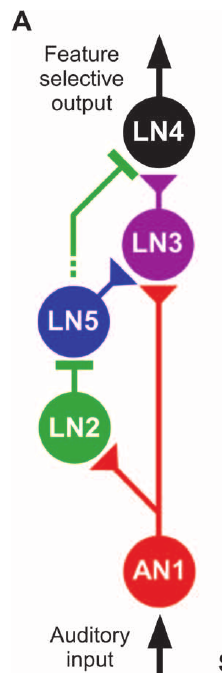 A
Feature
selective
output
LN4
LN3
LN5
LN2
AN1
Auditory
input